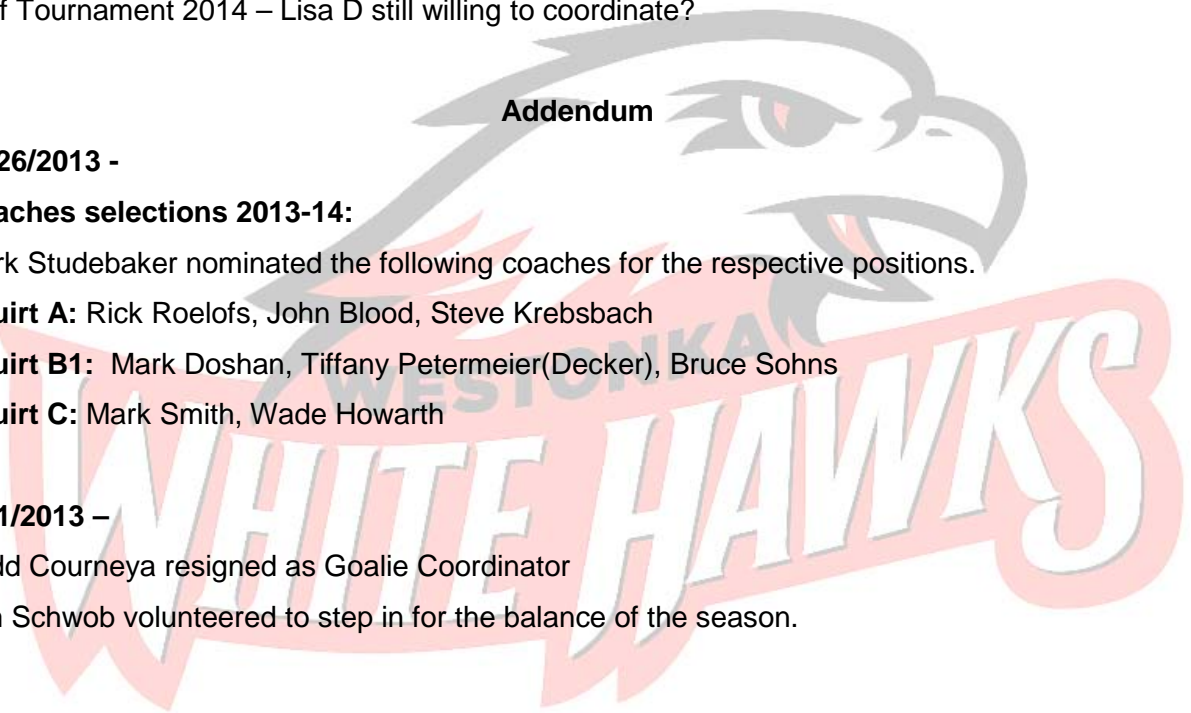 f Tournament 2014 – Lisa D still willing to coordinate?
Addendum
26/2013 -
aches selections 2013-14:
rk Studebaker nominated the following coaches for the respective positions.
uirt A: Rick Roelofs, John Blood, Steve Krebsbach
uirt B1: Mark Doshan, Tiffany Petermeier(Decker), Bruce Sohns
WESTONKA
uirt C: Mark Smith, Wade Howarth
WHITE HAWKS
1/2013 –
dd Courneya resigned as Goalie Coordinator
n Schwob volunteered to step in for the balance of the season.